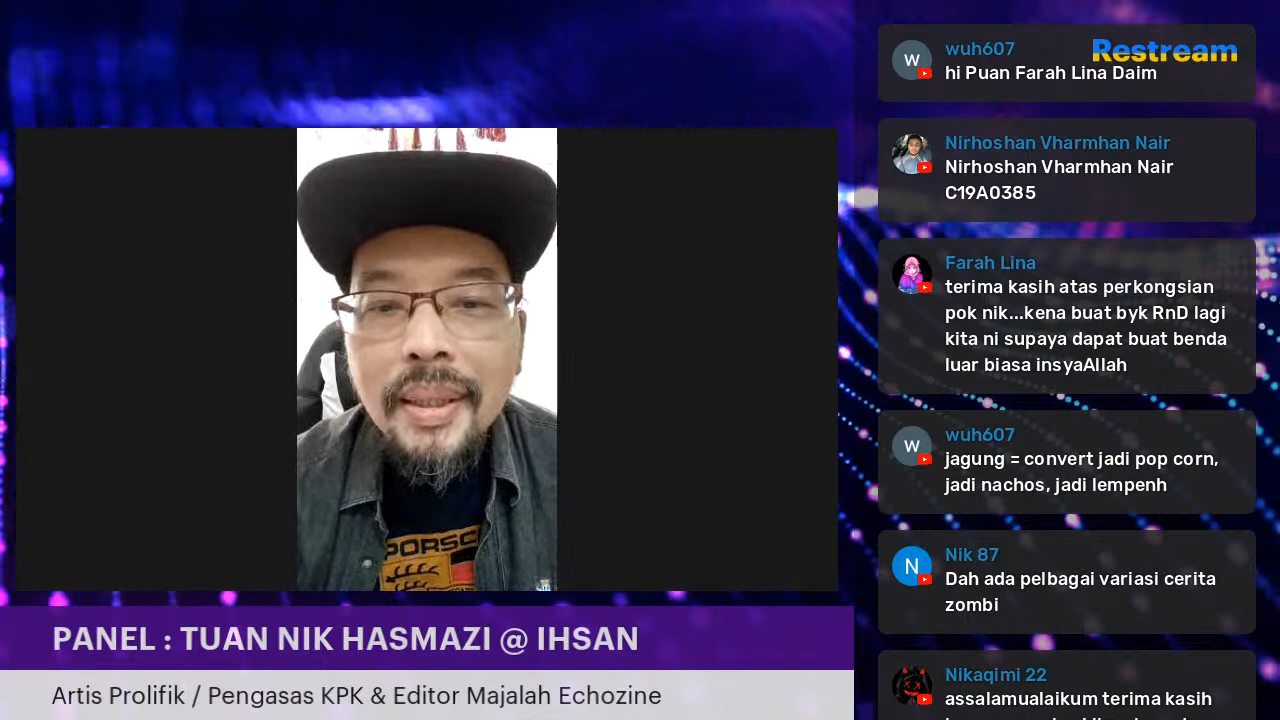 PORSC
PANEL : TUAN NIK HASMAZI @ IHSAN
Artis Prolifik / Pengasas KPK & Editor Majalah Echozine
Restream
W
wuh607
hi Puan Farah Lina Daim
Nirhoshan Vharmhan Nair
Nirhoshan Vharmhan Nair
C19A0385
Farah Lina
terima kasih atas perkongsian
pok nik...kena buat byk RnD lagi
kita ni supaya dapat buat benda
luar biasa insyaAllah
W
wuh607
jagung = convert jadi pop corn,
jadi nachos, jadi lempenh
N
Nik 87
Dah ada pelbagai variasi cerita
zombi
Nikaqimi 22
assalamualaikum terima kasih